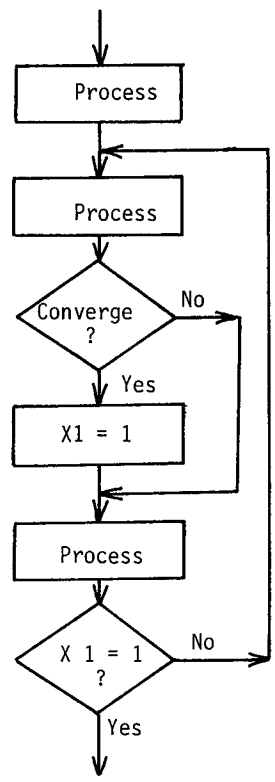 Process
Process
Converge
?
No
Yes
X1 = 1
Process
X 1 = 1
?
No
Yes